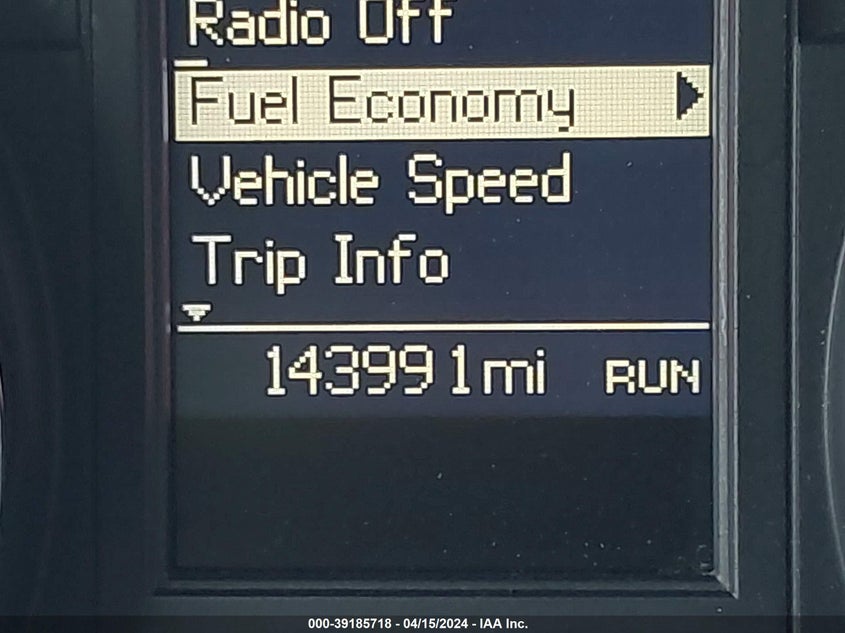 Radio Off
Fuel Economy
Vehicle Speed
Trip Info
143991mi RUN
000-39185718 - 04/15/2024 - IAA Inc.